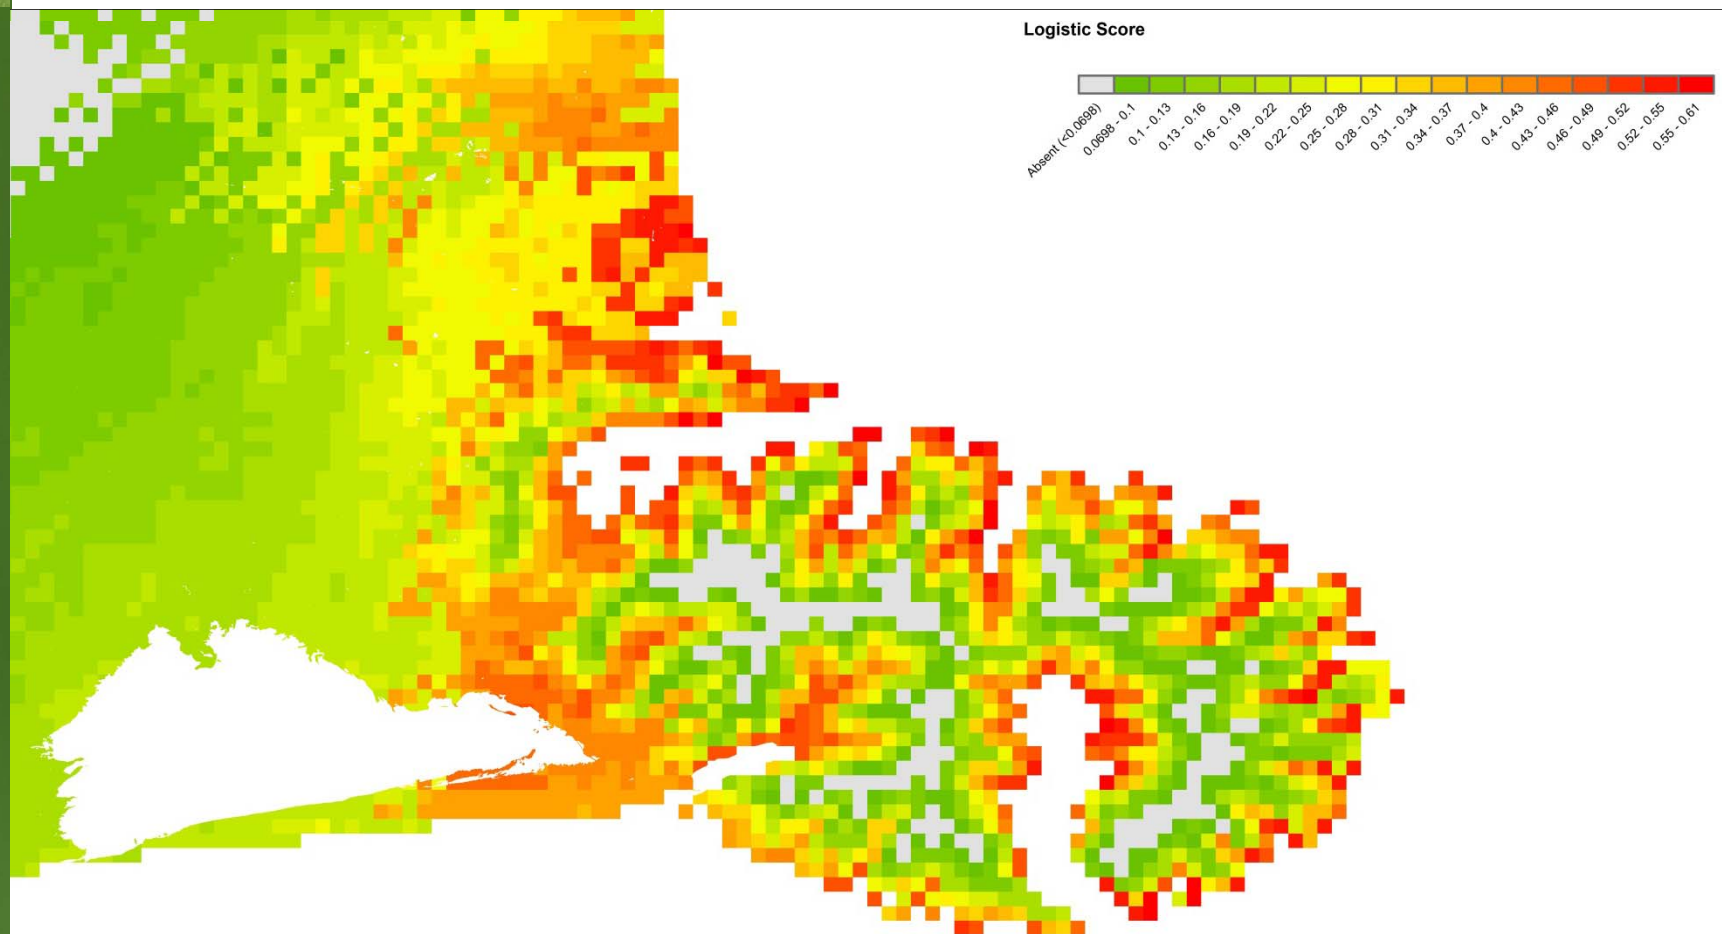 Logistic Score
Absent (<0.0698)
0.0698 - 0.1
0.1 - 0.13
0.13 - 0.16
0.16 - 0.19
0.19 - 0.22
0.22 - 0.25
0.25 - 0.28
0.28 - 0.31
0.31 - 0.34
0.34 - 0.37
0.37 - 0.4
0.4 - 0.43
0.43 - 0.46
0.46 - 0.49
0.49 - 0.52
0.52 - 0.55
0.55 - 0.61